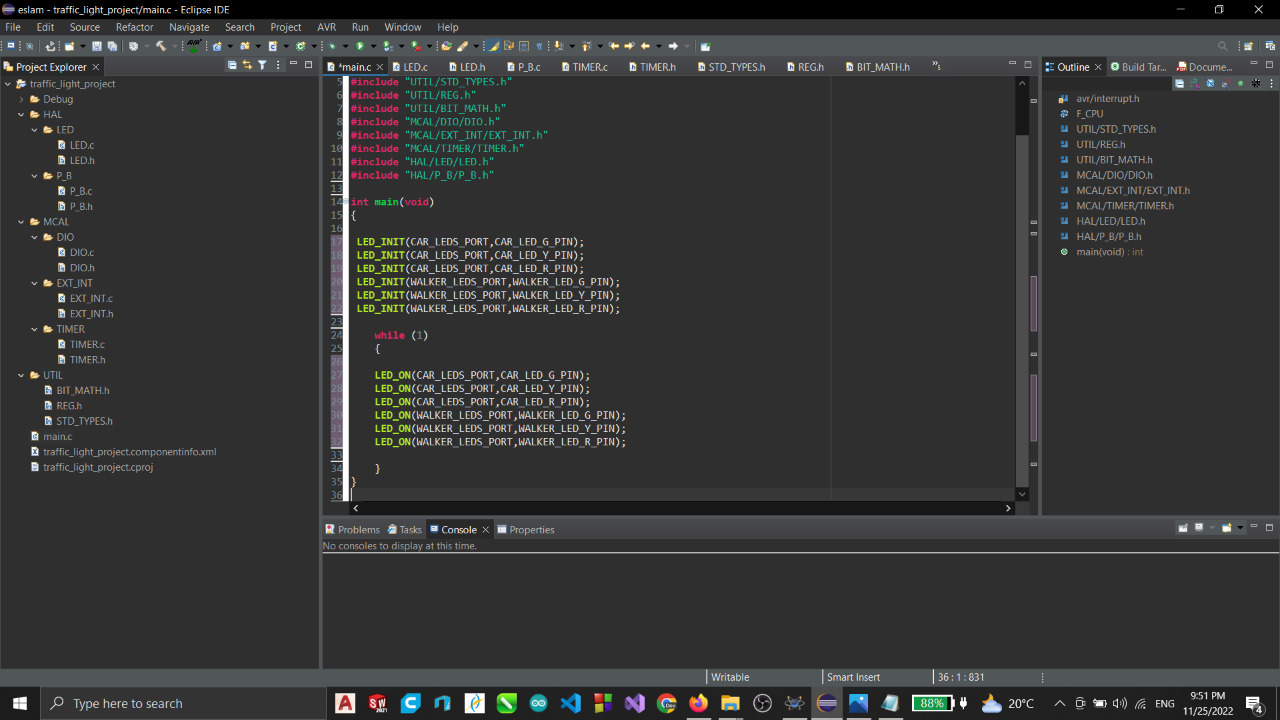 eslam - traffic_light_project/main.c - Eclipse IDE
File Edit Source Refactor Navigate Search Project AVR Run Window Help
Project Explorer
*main.c LED.c LED.h P_B.c TIMER.c TIMER.h STD_TYPES.h REG.h BIT_MATH.h »5
Outline Build Tar... Docume...
traffic_light_project
Debug
HAL
LED
LED.c
LED.h
P_B
P_B.c
P_B.h
MCAL
DIO
DIO.c
DIO.h
EXT_INT
EXT_INT.c
EXT_INT.h
TIMER
TIMER.c
TIMER.h
UTIL
BIT_MATH.h
REG.h
STD_TYPES.h
main.c
traffic_light_project.componentinfo.xml
traffic_light_project.cproj
5 #include "UTIL/STD_TYPES.h"
6 #include "UTIL/REG.h"
7 #include "UTIL/BIT_MATH.h"
8 #include "MCAL/DIO/DIO.h"
9 #include "MCAL/EXT_INT/EXT_INT.h"
10 #include "MCAL/TIMER/TIMER.h"
11 #include "HAL/LED/LED.h"
12 #include "HAL/P_B/P_B.h"
13
14 int main(void)
15 {
16
17 LED_INIT(CAR_LEDS_PORT,CAR_LED_G_PIN);
18 LED_INIT(CAR_LEDS_PORT,CAR_LED_Y_PIN);
19 LED_INIT(CAR_LEDS_PORT,CAR_LED_R_PIN);
20 LED_INIT(WALKER_LEDS_PORT,WALKER_LED_G_PIN);
21 LED_INIT(WALKER_LEDS_PORT,WALKER_LED_Y_PIN);
22 LED_INIT(WALKER_LEDS_PORT,WALKER_LED_R_PIN);
23
24 while (1)
25 {
26
27 LED_ON(CAR_LEDS_PORT,CAR_LED_G_PIN);
28 LED_ON(CAR_LEDS_PORT,CAR_LED_Y_PIN);
29 LED_ON(CAR_LEDS_PORT,CAR_LED_R_PIN);
30 LED_ON(WALKER_LEDS_PORT,WALKER_LED_G_PIN);
31 LED_ON(WALKER_LEDS_PORT,WALKER_LED_Y_PIN);
32 LED_ON(WALKER_LEDS_PORT,WALKER_LED_R_PIN);
33
34 }
35 }
36
avr/interrupt.h
F_CPU
UTIL/STD_TYPES.h
UTIL/REG.h
UTIL/BIT_MATH.h
MCAL/DIO/DIO.h
MCAL/EXT_INT/EXT_INT.h
MCAL/TIMER/TIMER.h
HAL/LED/LED.h
HAL/P_B/P_B.h
main(void) : int
Problems Tasks Console Properties
No consoles to display at this time.
Writable Smart Insert 36 : 1 : 831
Type here to search
88% 20°C ENG 9:51 PM
11/25/2022
4